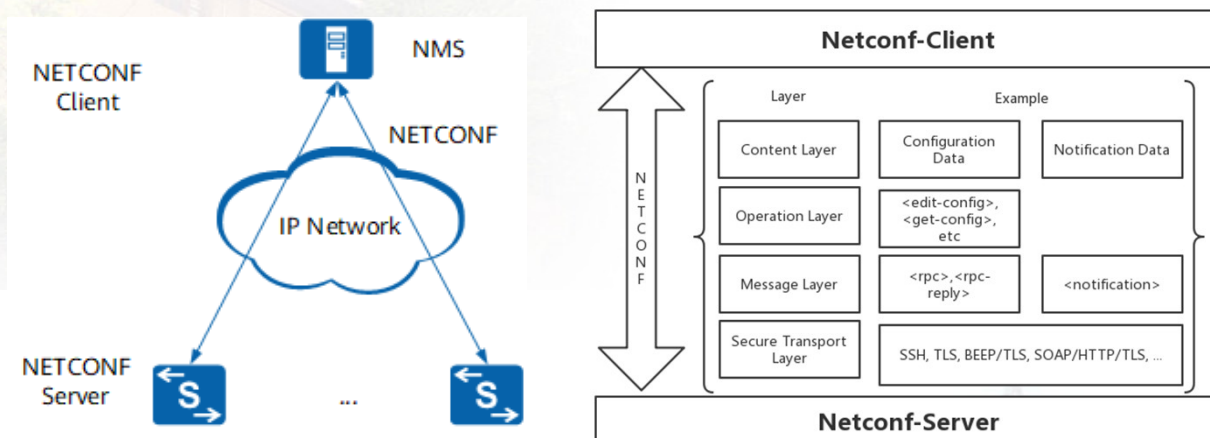 NMS
NETCONF
Client
NETCONF
IP Network
NETCONF
Server
S
...
S
Netconf-Client
NETCONF
Layer
Example
Content Layer
Configuration
Data
Notification Data
Operation Layer
<edit-config>,
<get-config>,
etc
Message Layer
<rpc>,<rpc-
reply>
<notification>
Secure Transport
Layer
SSH, TLS, BEEP/TLS, SOAP/HTTP/TLS, ...
Netconf-Server